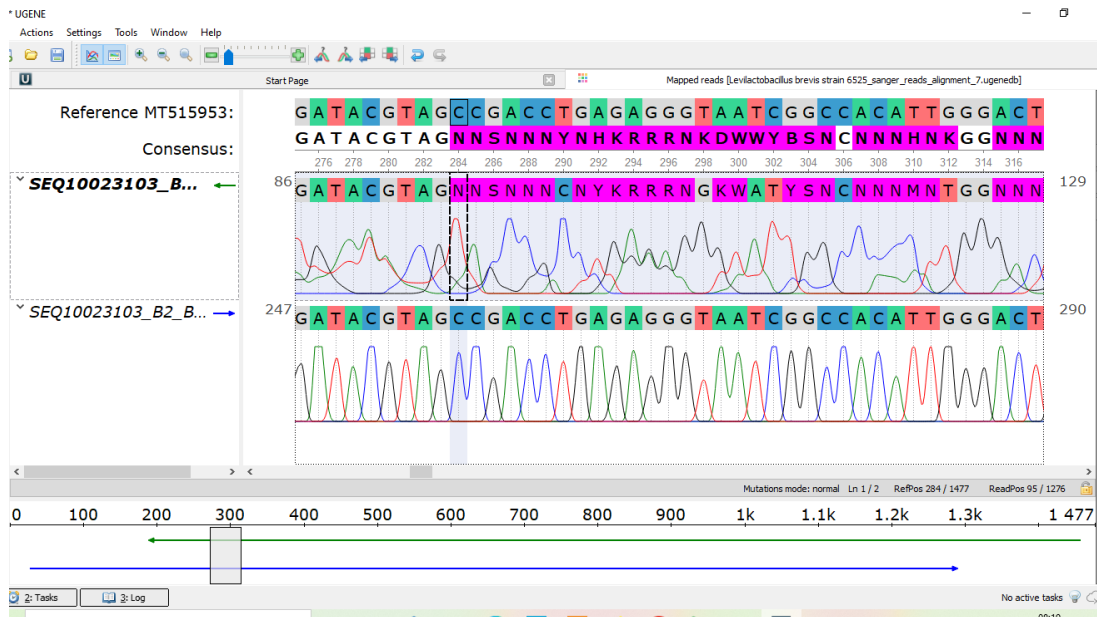 * UGENE
Actions Settings Tools Window Help
Start Page
Mapped reads [Levilactobacillus brevis strain 6525_sanger_reads_alignment_7.ugenedb]
Reference MT515953: GATACGTAGCCGACCTGAGAGGGTAATCGGCCACATTGGGACT
Consensus: GATACGTAGNNSNNNYNHKRRRNKDWWYBSNCNNNHNKGGNNN
276 278 280 282 284 286 288 290 292 294 296 298 300 302 304 306 308 310 312 314 316
SEQ10023103_B... 86 GATACGTAGNNSNNNCNYKRRRNGKWATYSNCNNNMNTGGNNN 129
SEQ10023103_B2_B... 247 GATACGTAGCCGACCTGAGAGGGTAATCGGCCACATTGGGACT 290
Mutations mode: normal Ln 1 / 2 RefPos 284 / 1477 ReadPos 95 / 1276
0 100 200 300 400 500 600 700 800 900 1k 1.1k 1.2k 1.3k 1 477
2: Tasks 3: Log No active tasks